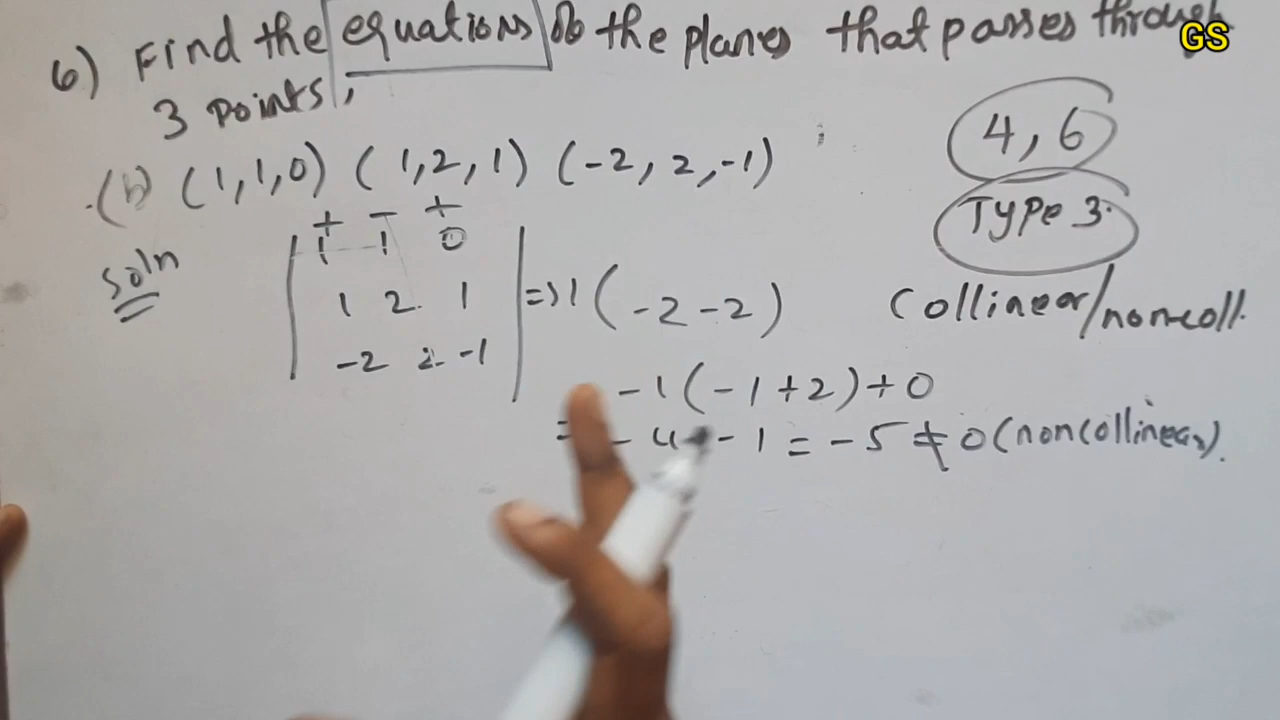 6) Find the equations of the planes that passes through
GS
3 points,
(b) (1,1,0) (1,2,1) (-2, 2,-1)
4, 6
TYPE 3.
Soln
+ - +
1 1 0
1 2 1 => 1(-2-2)
-2 2 -1
Collinear/non-coll.
-1(-1+2)+0
= -4-1 = -5 ≠ 0 (noncollinear).